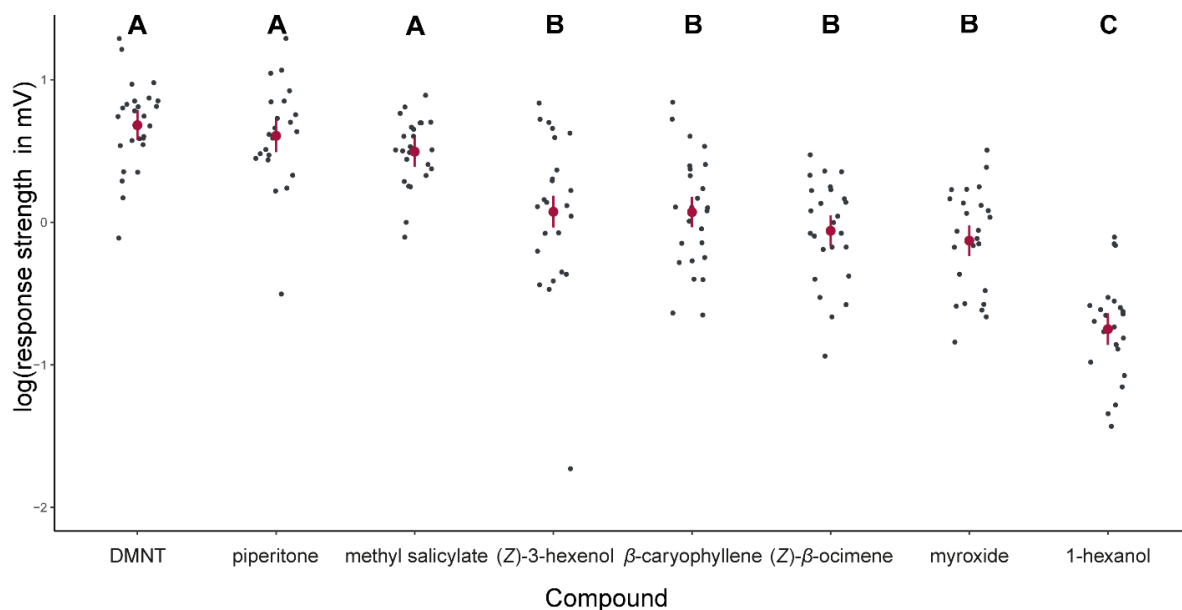 A A A B B B B C
log(response strength in mV)
1
0
−1
−2
DMNT piperitone methyl salicylate (Z)-3-hexenol β-caryophyllene (Z)-β-ocimene myroxide 1-hexanol
Compound